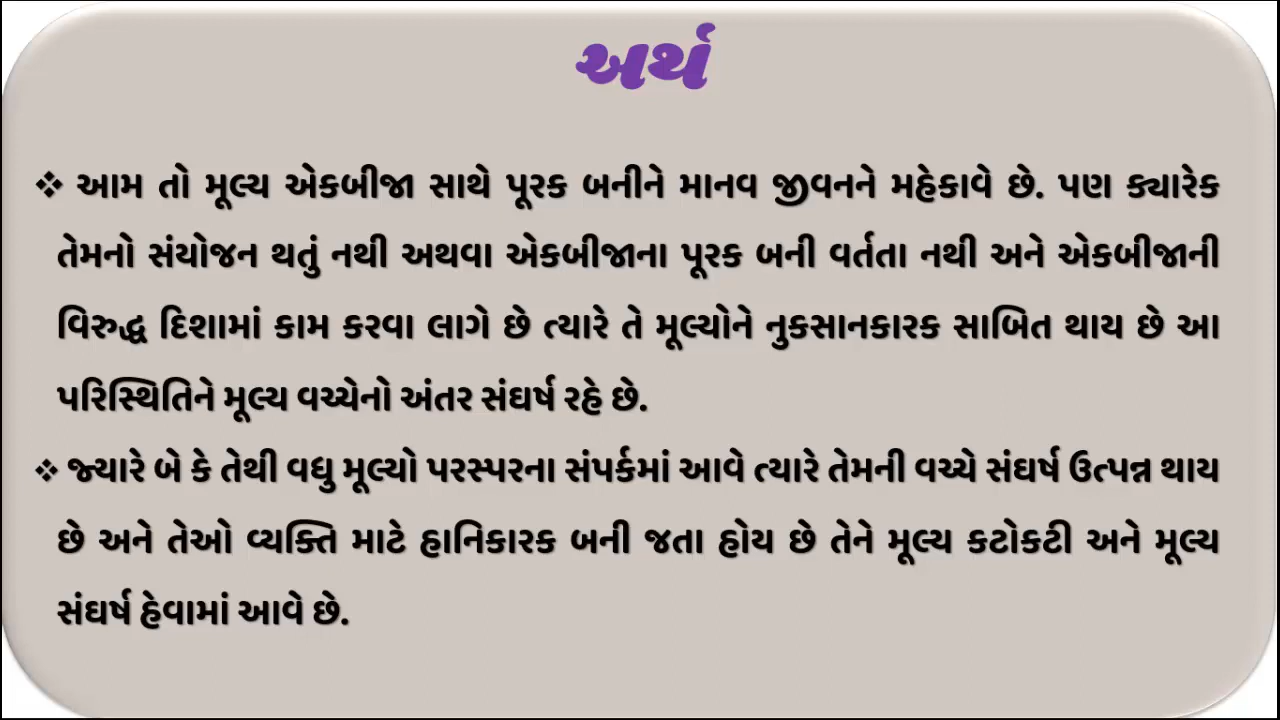 અર્થ
❖ આમ તો મૂલ્ય એકબીજા સાથે પૂરક બનીને માનવ જીવનને મહેકાવે છે. પણ ક્યારેક
તેમનો સંયોજન થતું નથી અથવા એકબીજાના પૂરક બની વર્તતા નથી અને એકબીજાની
વિરુદ્ધ દિશામાં કામ કરવા લાગે છે ત્યારે તે મૂલ્યોને નુકસાનકારક સાબિત થાય છે આ
પરિસ્થિતિને મૂલ્ય વચ્ચેનો અંતર સંઘર્ષ રહે છે.
❖ જ્યારે બે કે તેથી વધુ મૂલ્યો પરસ્પરના સંપર્કમાં આવે ત્યારે તેમની વચ્ચે સંઘર્ષ ઉત્પન્ન થાય
છે અને તેઓ વ્યક્તિ માટે હાનિકારક બની જતા હોય છે તેને મૂલ્ય કટોકટી અને મૂલ્ય
સંઘર્ષ હેવામાં આવે છે.